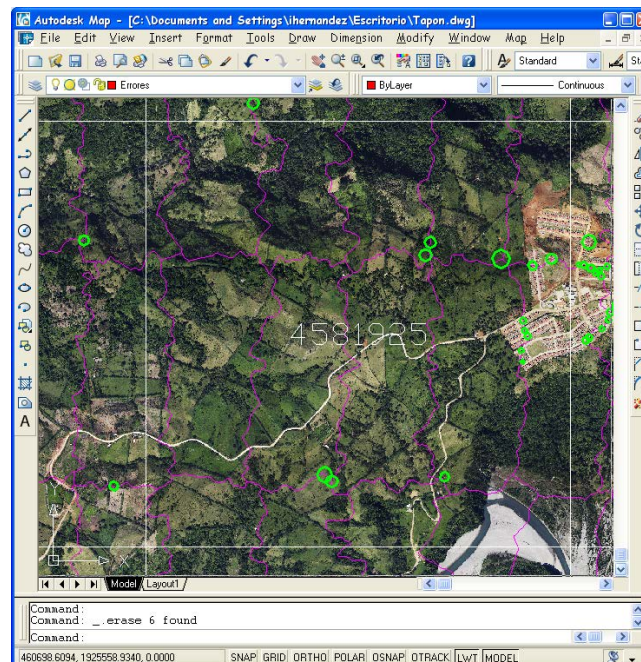 Autodesk Map - [C:\Documents and Settings\ihernandez\Escritorio\Tapon.dwg]
File Edit View Insert Format Tools Draw Dimension Modify Window Map Help
Standard
Errores ByLayer Continuous
4581925
Y
X
Model Layout1
Command:
Command: _.erase 6 found
Command:
460698.6094, 1925558.9340, 0.0000 SNAP GRID ORTHO POLAR OSNAP OTRACK LWT MODEL